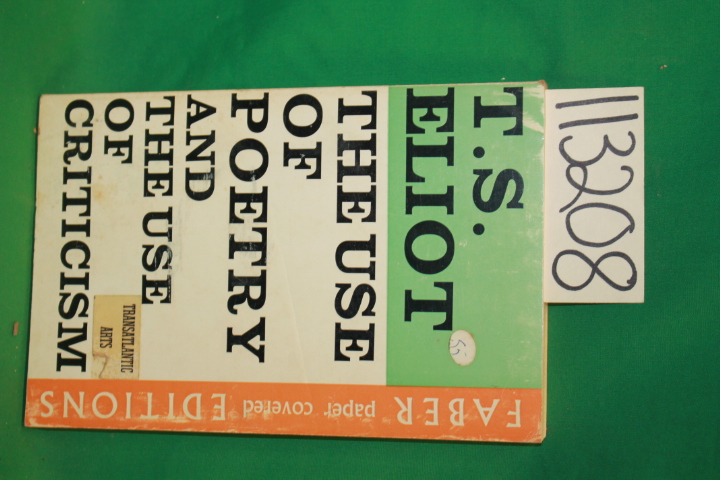 T.S.
ELIOT
THE USE
OF
POETRY
AND
THE USE
OF
CRITICISM
TRANSATLANTIC
ARTS
FABER paper covered EDITIONS
113208